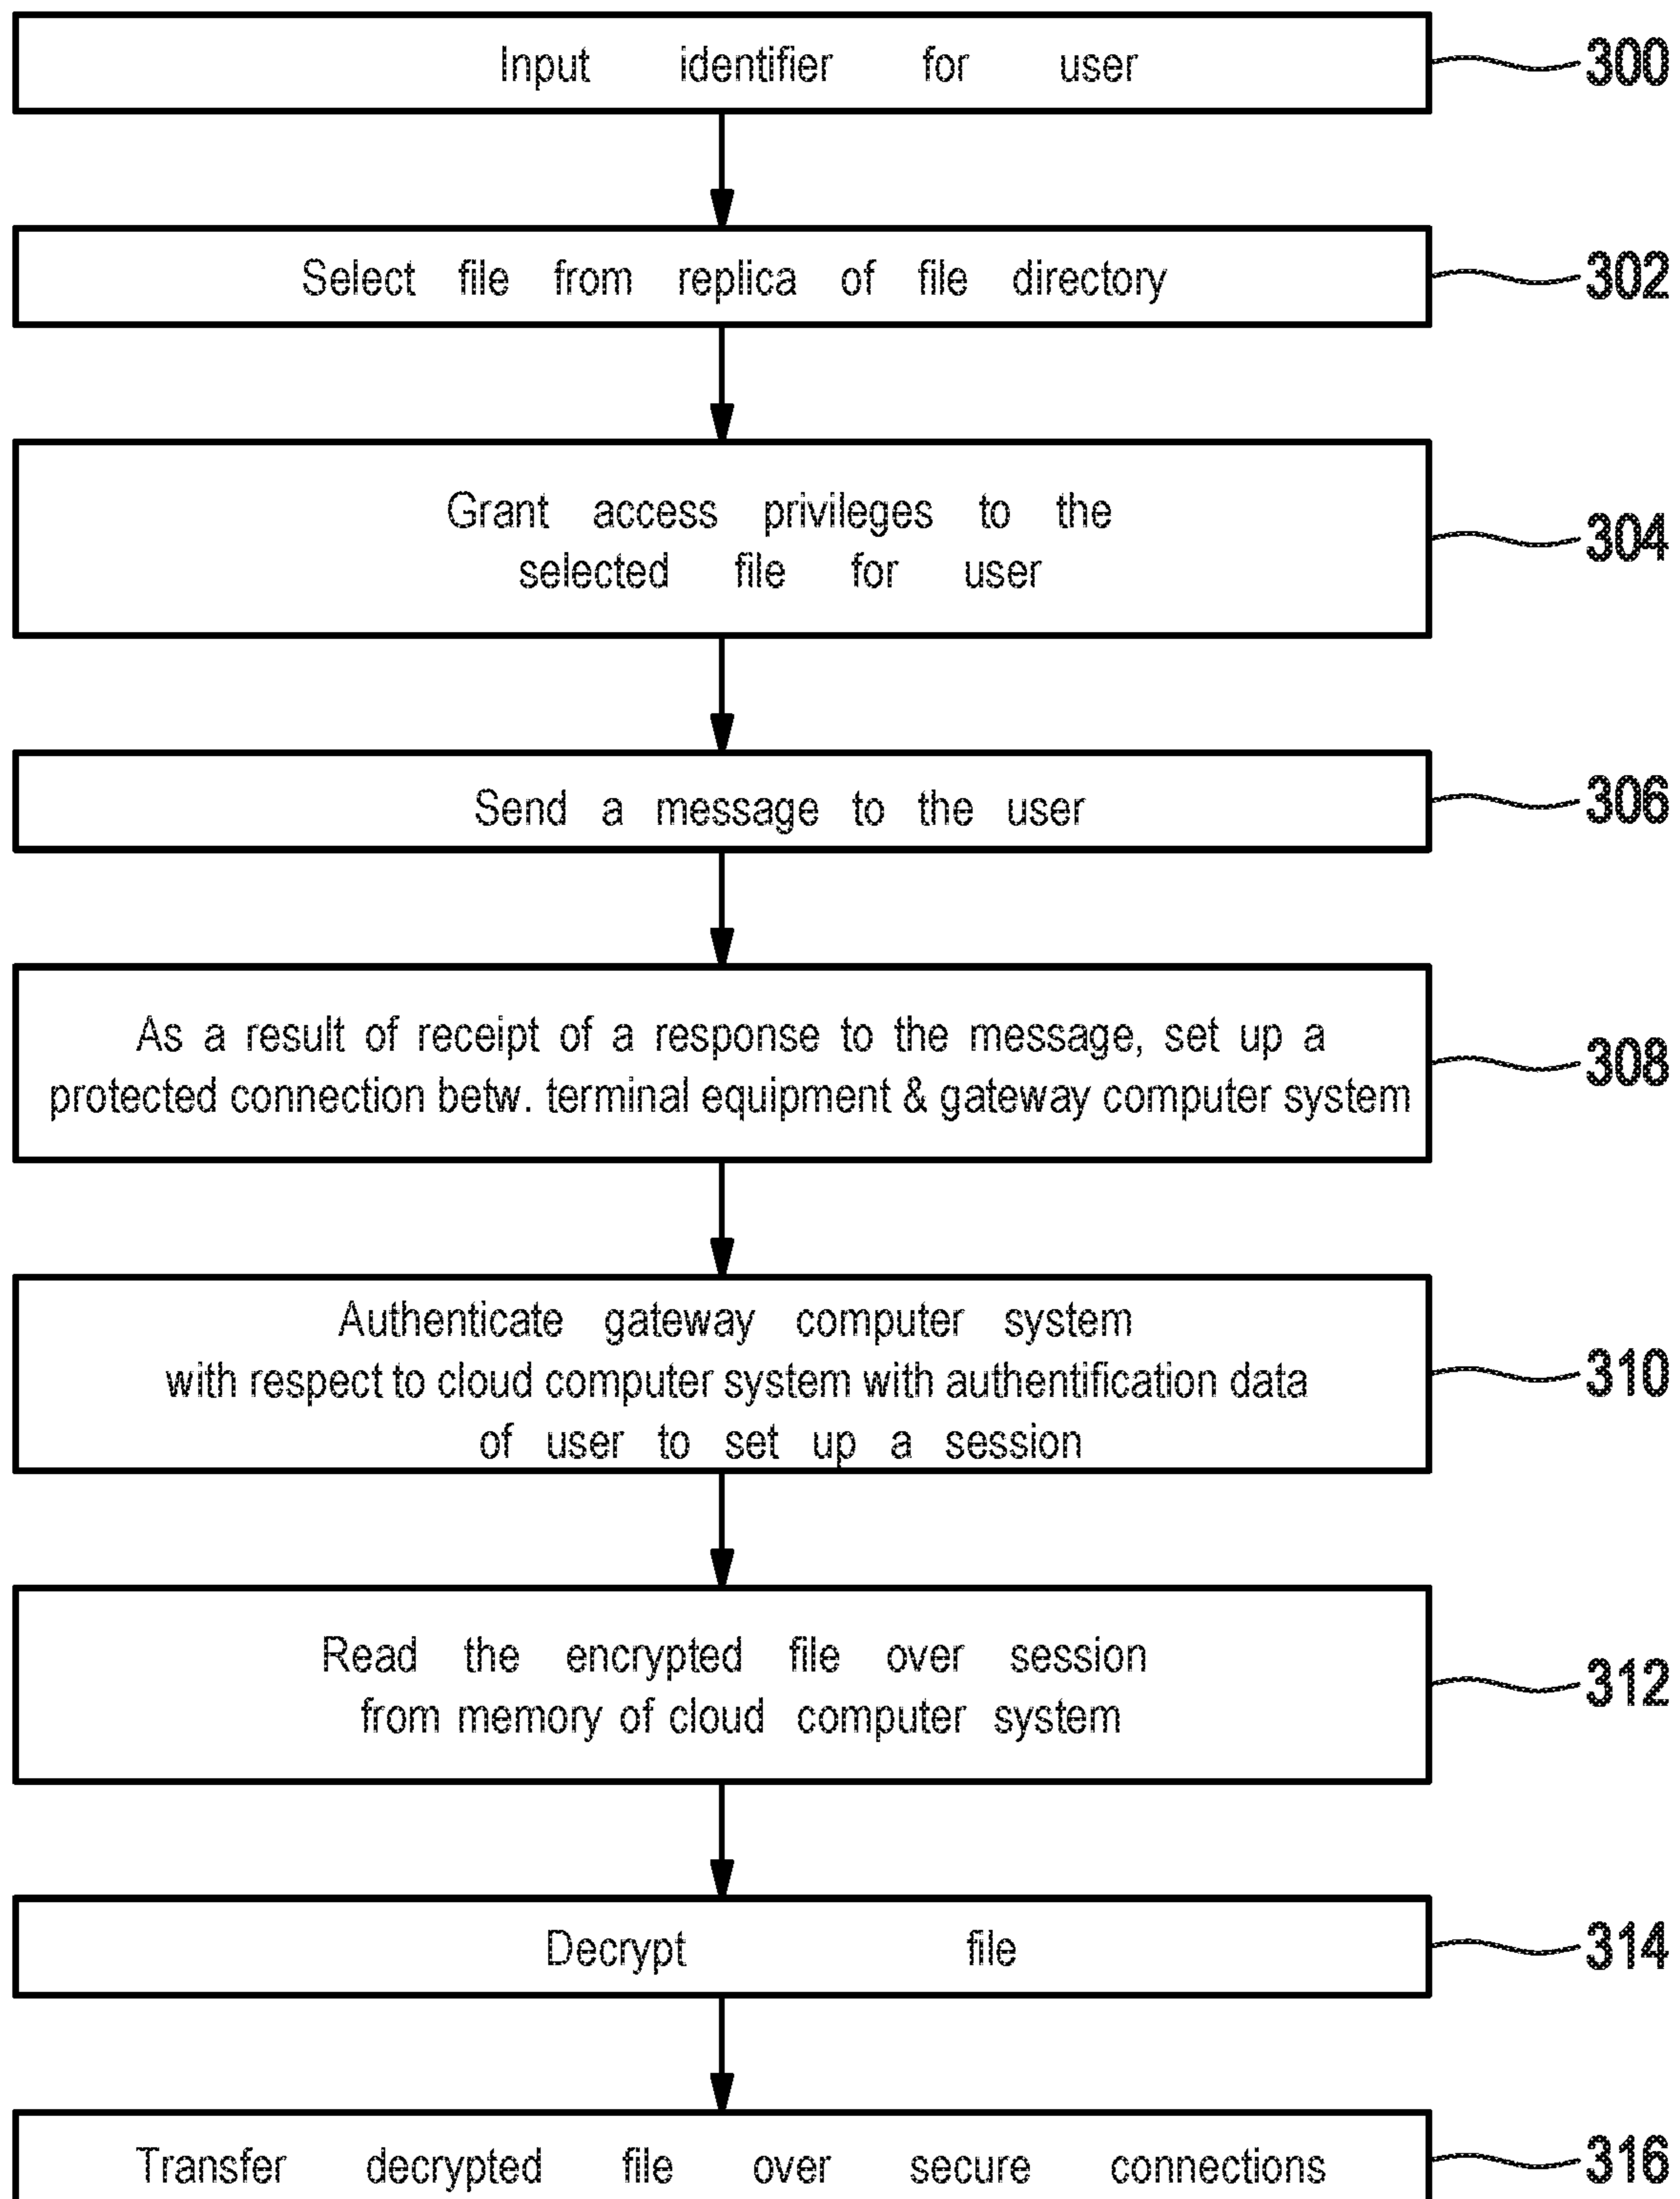 Input identifier for user 300
Select file from replica of file directory 302
Grant access privileges to the
selected file for user
304
Send a message to the user 306
As a result of receipt of a response to the message, set up a
protected connection betw. terminal equipment & gateway computer system
308
Authenticate gateway computer system
with respect to cloud computer system with authentification data
of user to set up a session
310
Read the encrypted file over session
from memory of cloud computer system
312
Decrypt file 314
Transfer decrypted file over secure connections 316